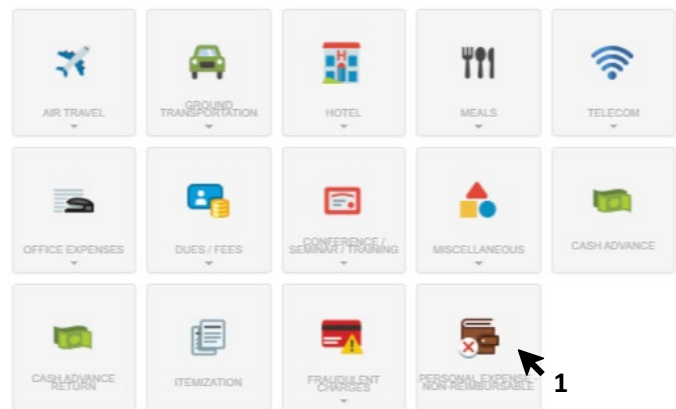 AIR TRAVEL
GROUND
TRANSPORTATION
HOTEL
MEALS
TELECOM
OFFICE EXPENSES
DUES / FEES
CONFERENCE /
SEMINAR / TRAINING
MISCELLANEOUS
CASH ADVANCE
CASH ADVANCE
RETURN
ITEMIZATION
FRAUDULENT
CHARGES
PERSONAL EXPENSE -
NON-REIMBURSABLE
1